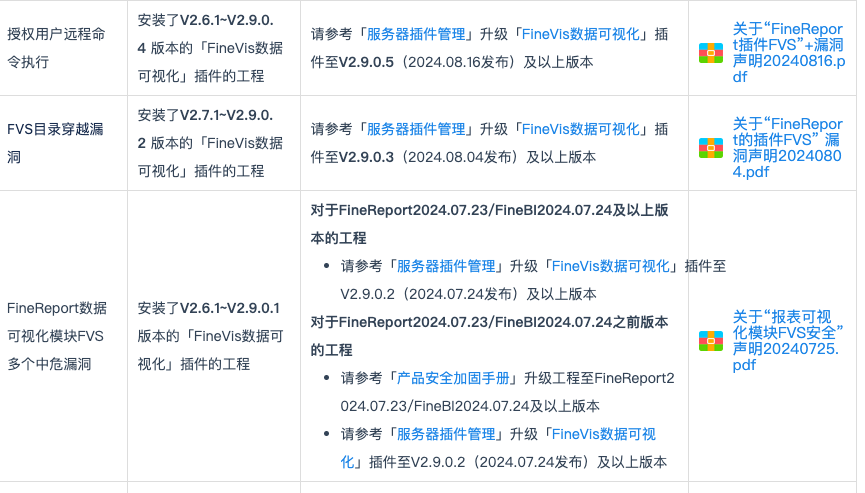 授权用户远程命
令执行
安装了V2.6.1~V2.9.0.
4 版本的「FineVis数据
可视化」插件的工程
请参考「服务器插件管理」升级「FineVis数据可视化」插
件至V2.9.0.5（2024.08.16发布）及以上版本
关于“FineRepor
t插件FVS”+漏洞
声明20240816.p
df
FVS目录穿越漏
洞
安装了V2.7.1~V2.9.0.
2 版本的「FineVis数据
可视化」插件的工程
请参考「服务器插件管理」升级「FineVis数据可视化」插
件至V2.9.0.3（2024.08.04发布）及以上版本
关于“FineRepor
t的插件FVS” 漏
洞声明2024080
4.pdf
FineReport数据
可视化模块FVS
多个中危漏洞
安装了V2.6.1~V2.9.0.1
版本的「FineVis数据可
视化」插件的工程
对于FineReport2024.07.23/FineBI2024.07.24及以上版
本的工程
• 请参考「服务器插件管理」升级「FineVis数据可视化」插件至
V2.9.0.2（2024.07.24发布）及以上版本
对于FineReport2024.07.23/FineBI2024.07.24之前版本
的工程
• 请参考「产品安全加固手册」升级工程至FineReport2
024.07.23/FineBI2024.07.24及以上版本
• 请参考「服务器插件管理」升级「FineVis数据可视
化」插件至V2.9.0.2（2024.07.24发布）及以上版本
关于“报表可视
化模块FVS安全”
声明20240725.
pdf